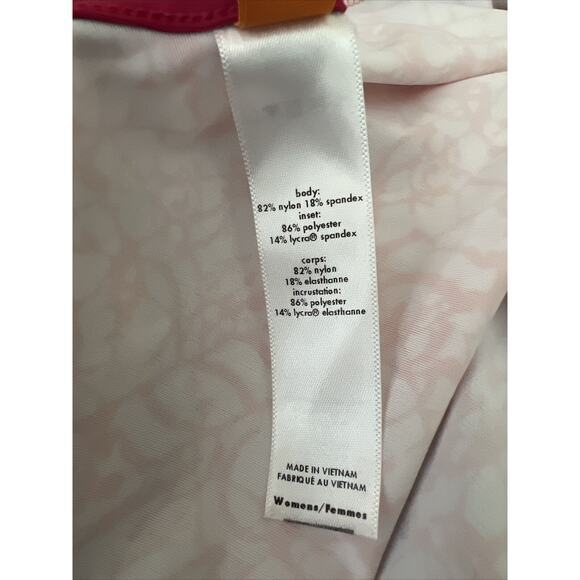 body:
82% nylon 18% spandex
inset:
86% polyester
14% lycra® spandex
corps:
82% nylon
18% elasthanne
incrustation:
86% polyester
14% lycra® elasthanne
MADE IN VIETNAM
FABRIQUÉ AU VIETNAM
Womens/Femmes